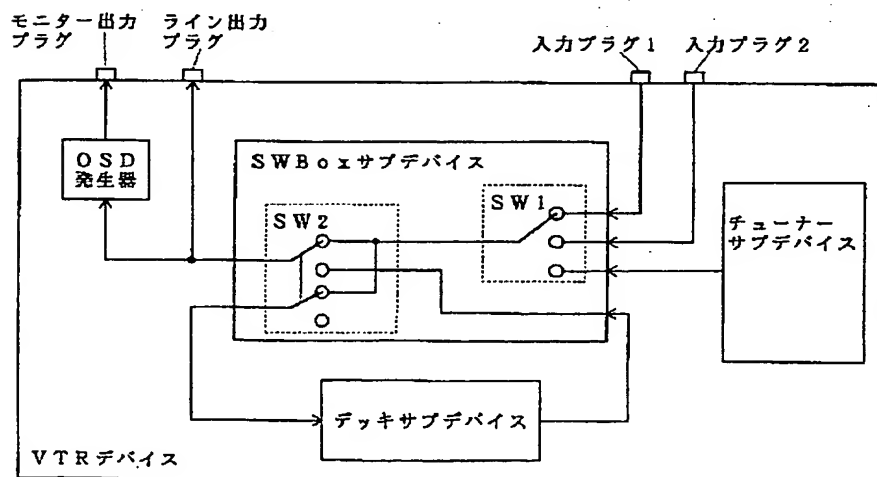 モニター出力
プラグ
ライン出力
プラグ
入力プラグ1
入力プラグ2
OSD
発生器
SWBoxサブデバイス
SW2
SW1
チューナー
サブデバイス
デッキサブデバイス
VTRデバイス